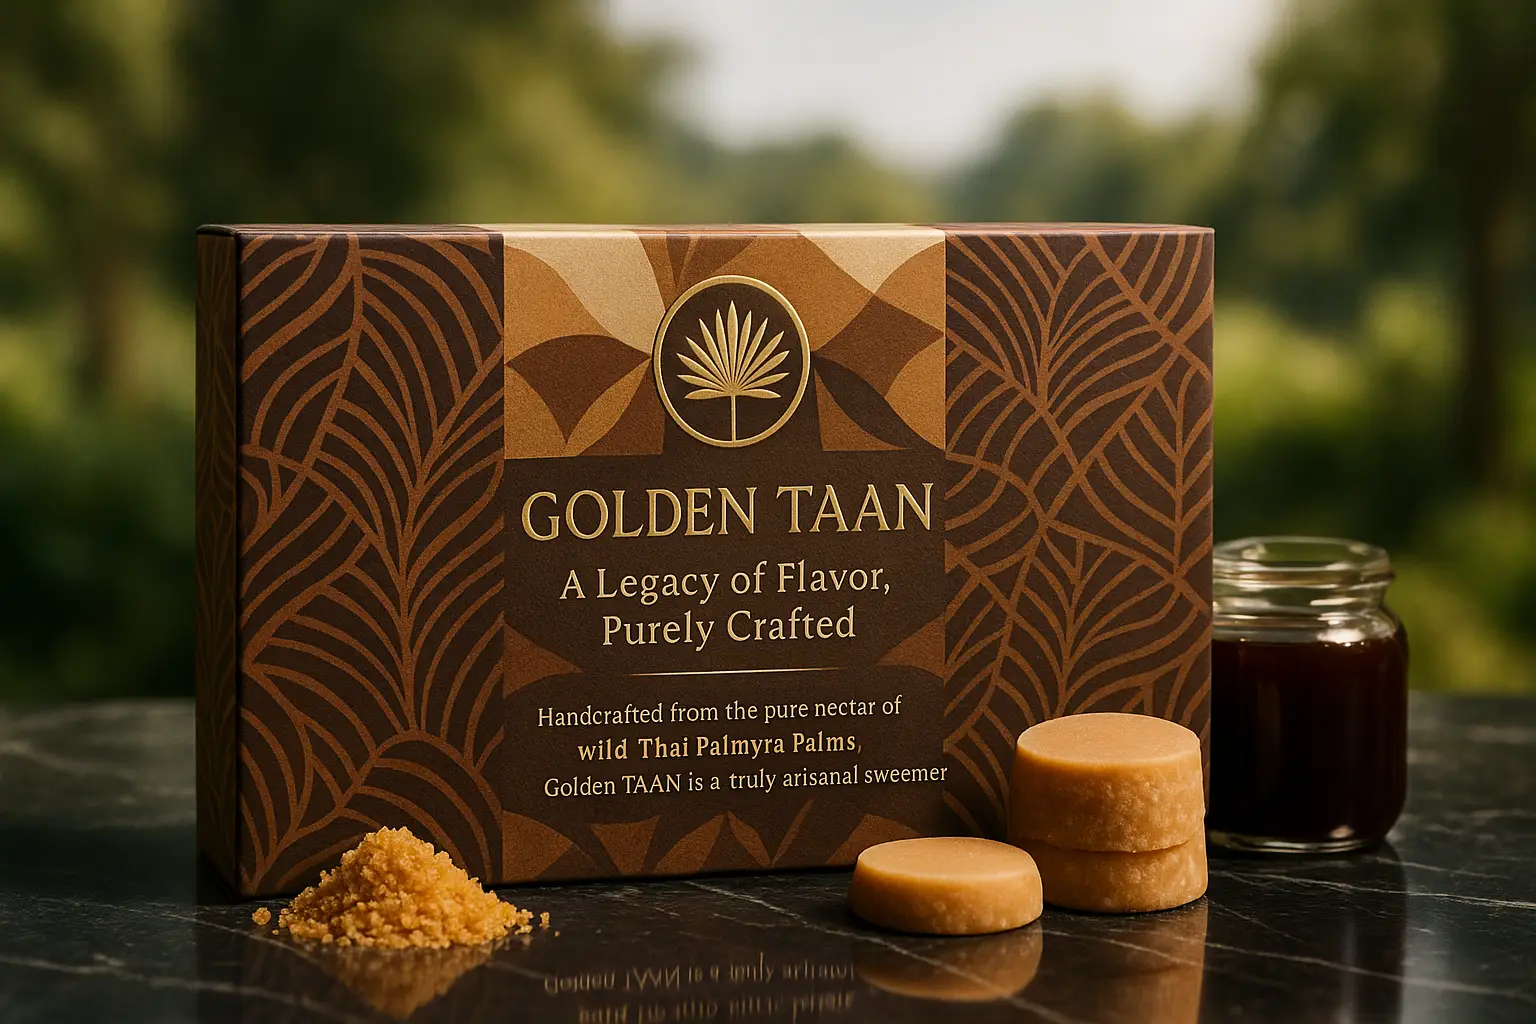 GOLDEN TAAN
A Legacy of Flavor,
Purely Crafted
Handcrafted from the pure nectar of
wild Thai Palmyra Palms,
Golden TAAN is a truly arisanal sweemer